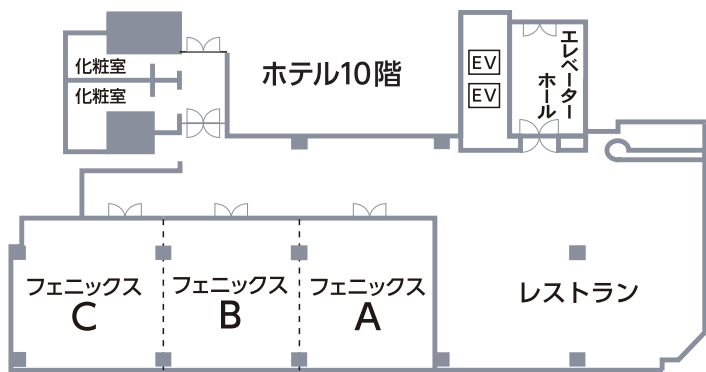 化粧室
化粧室
ホテル10階
EV
EV
エレベーター
ホール
フェニックス
C
フェニックス
B
フェニックス
A
レストラン